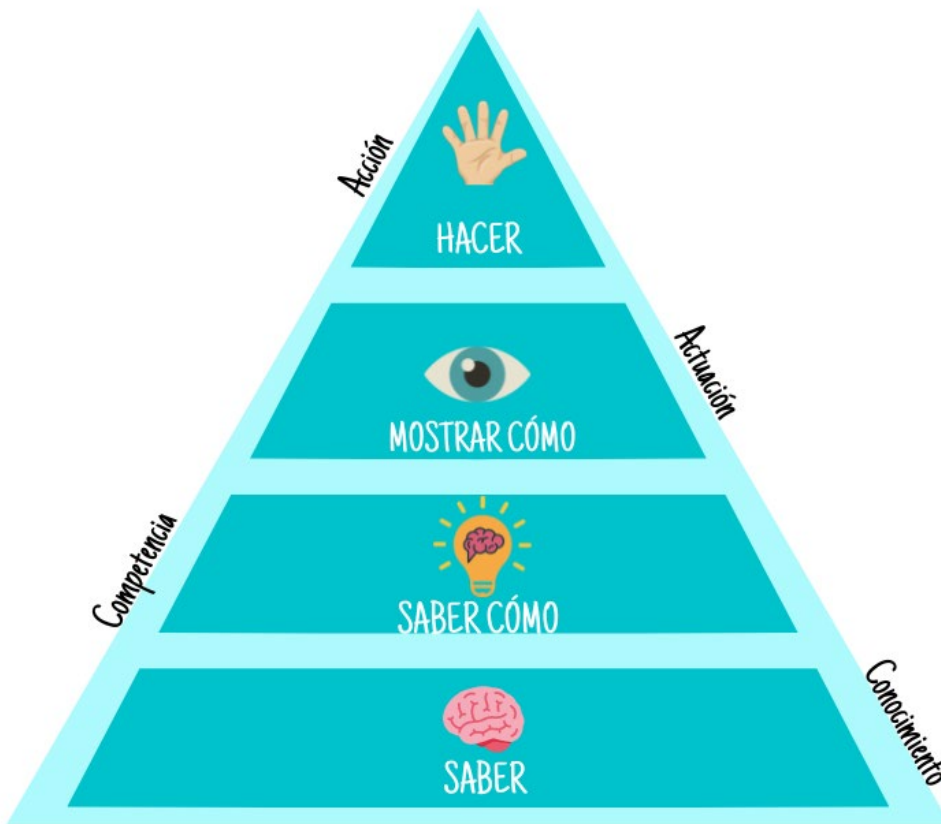 Acción
HACER
Actuación
MOSTRAR CÓMO
Competencia
SABER CÓMO
Conocimiento
SABER